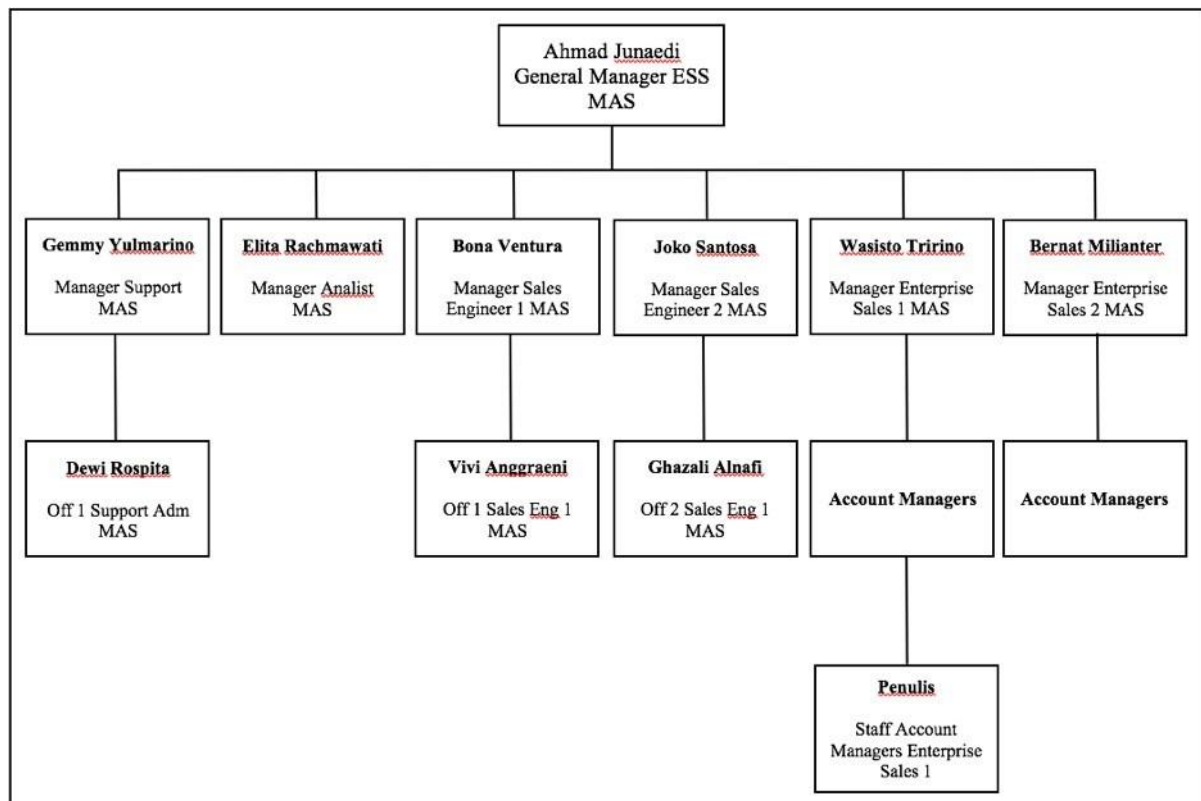 Ahmad Junaedi
General Manager ESS
MAS
Gemmy Yulmarino
Manager Support
MAS
Elita Rachmawati
Manager Analist
MAS
Bona Ventura
Manager Sales
Engineer 1 MAS
Joko Santosa
Manager Sales
Engineer 2 MAS
Wasisto Tririno
Manager Enterprise
Sales 1 MAS
Bernat Milianter
Manager Enterprise
Sales 2 MAS
Dewi Rospita
Off 1 Support Adm
MAS
Vivi Anggraeni
Off 1 Sales Eng 1
MAS
Ghazali Alnafi
Off 2 Sales Eng 1
MAS
Account Managers
Account Managers
Penulis
Staff Account
Managers Enterprise
Sales 1